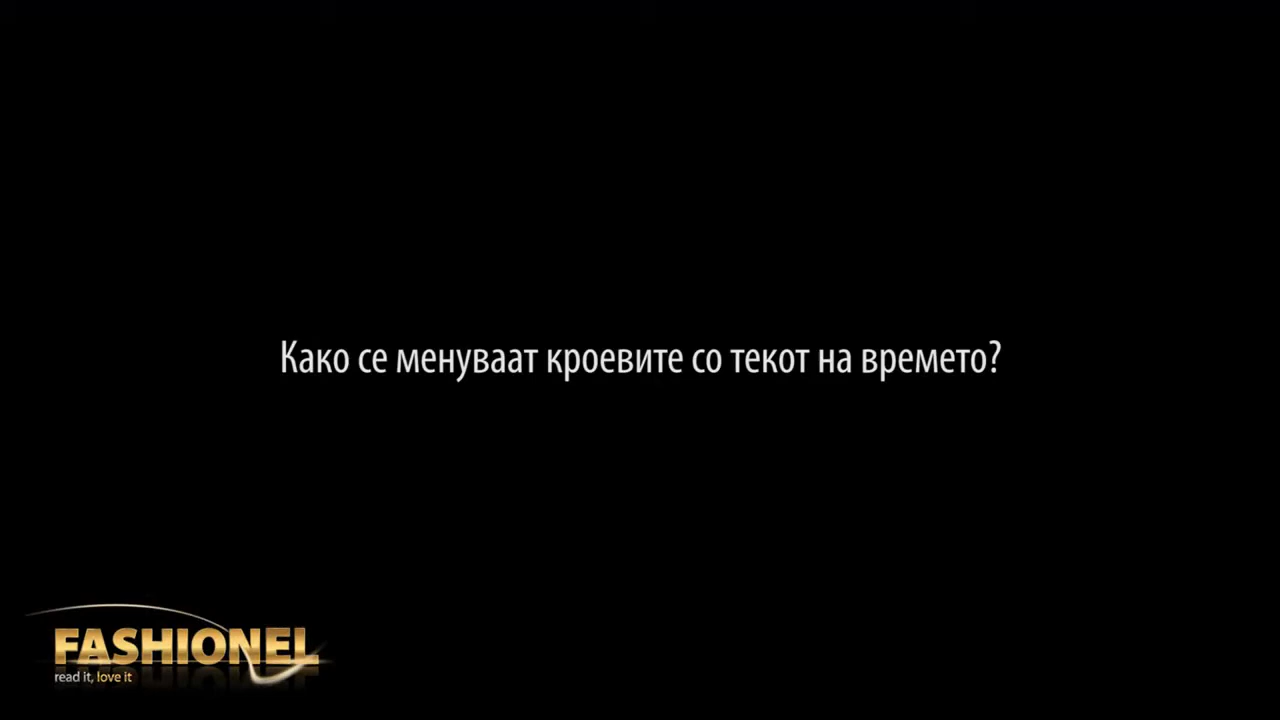 Како се менуваат кроевите со текот на времето?
FASHIONEL
read it, love it